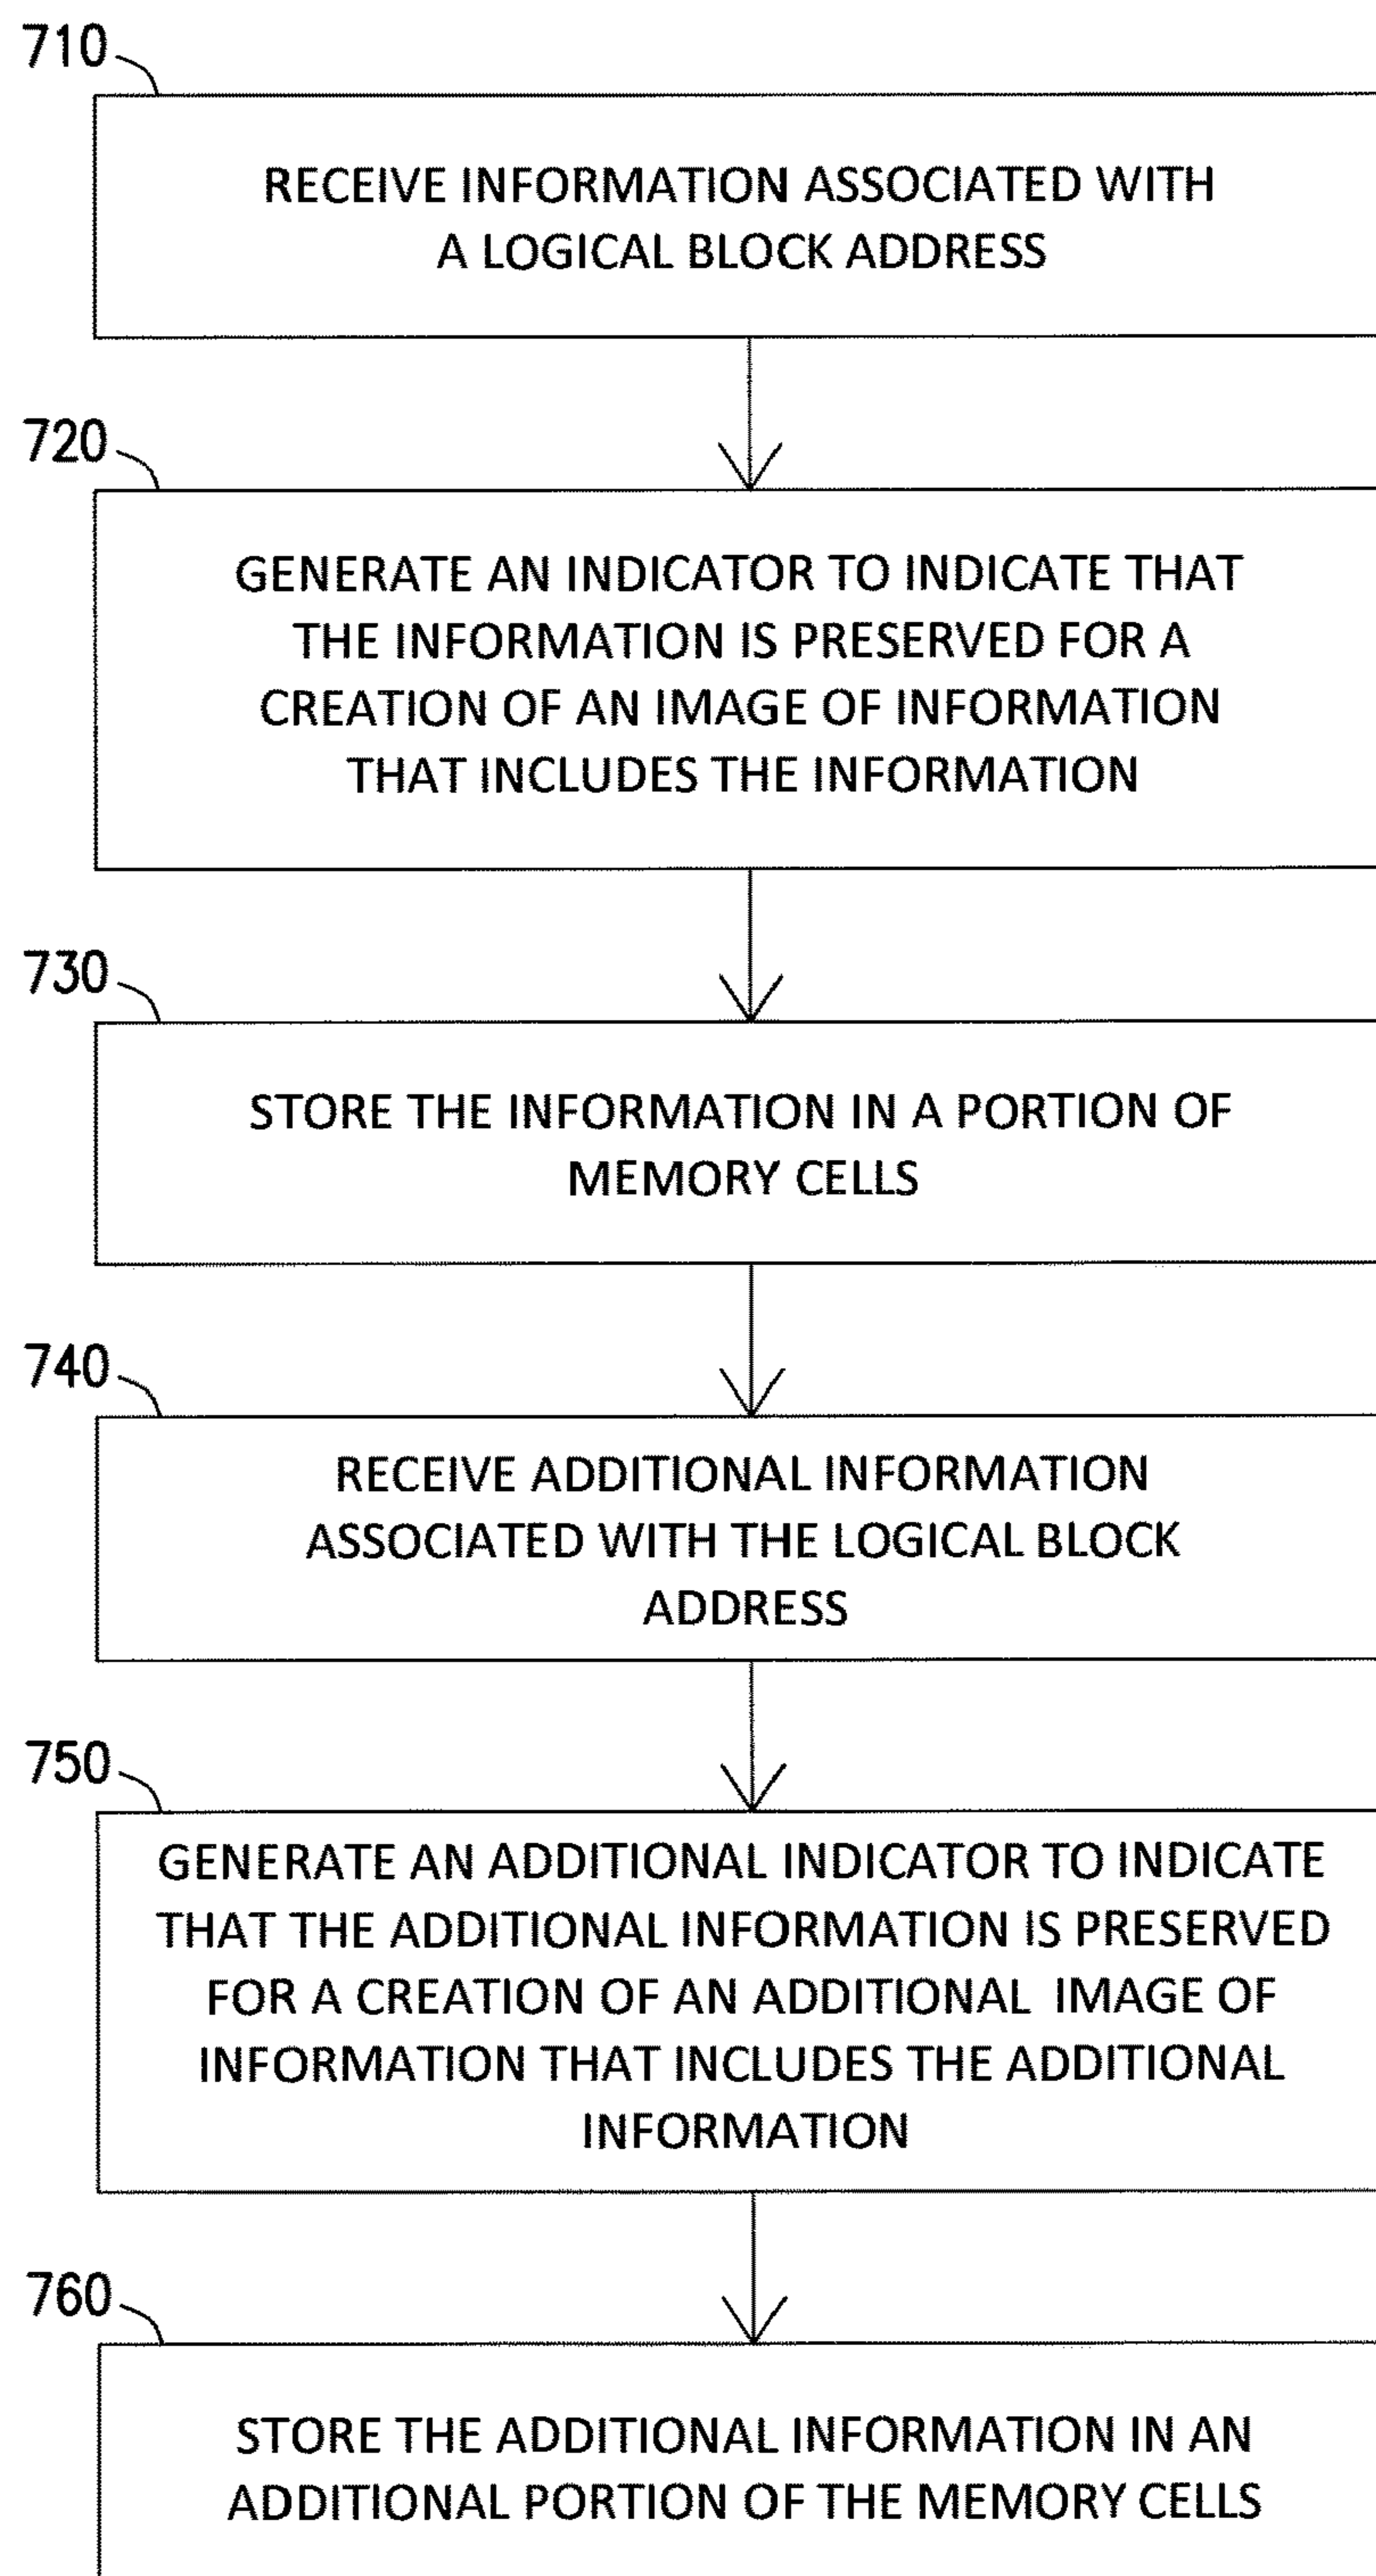 710
RECEIVE INFORMATION ASSOCIATED WITH
A LOGICAL BLOCK ADDRESS
720
GENERATE AN INDICATOR TO INDICATE THAT
THE INFORMATION IS PRESERVED FOR A
CREATION OF AN IMAGE OF INFORMATION
THAT INCLUDES THE INFORMATION
730
STORE THE INFORMATION IN A PORTION OF
MEMORY CELLS
740
RECEIVE ADDITIONAL INFORMATION
ASSOCIATED WITH THE LOGICAL BLOCK
ADDRESS
750
GENERATE AN ADDITIONAL INDICATOR TO INDICATE
THAT THE ADDITIONAL INFORMATION IS PRESERVED
FOR A CREATION OF AN ADDITIONAL IMAGE OF
INFORMATION THAT INCLUDES THE ADDITIONAL
INFORMATION
760
STORE THE ADDITIONAL INFORMATION IN AN
ADDITIONAL PORTION OF THE MEMORY CELLS